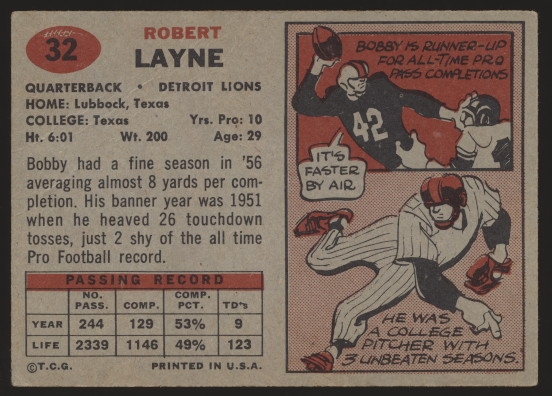 32
ROBERT
LAYNE
QUARTERBACK • DETROIT LIONS
HOME: Lubbock, Texas
COLLEGE: Texas Yrs. Pro: 10
Ht. 6:01 Wt. 200 Age: 29
Bobby had a fine season in '56
averaging almost 8 yards per com-
pletion. His banner year was 1951
when he heaved 26 touchdown
tosses, just 2 shy of the all time
Pro Football record.
PASSING RECORD
NO. PASS. COMP. COMP. PCT. TD's
YEAR 244 129 53% 9
LIFE 2339 1146 49% 123
©T.C.G. PRINTED IN U.S.A.
BOBBY IS RUNNER-UP
FOR ALL-TIME PRO
PASS COMPLETIONS
42
IT'S
FASTER
BY AIR
HE WAS
A COLLEGE
PITCHER WITH
3 UNBEATEN SEASONS.